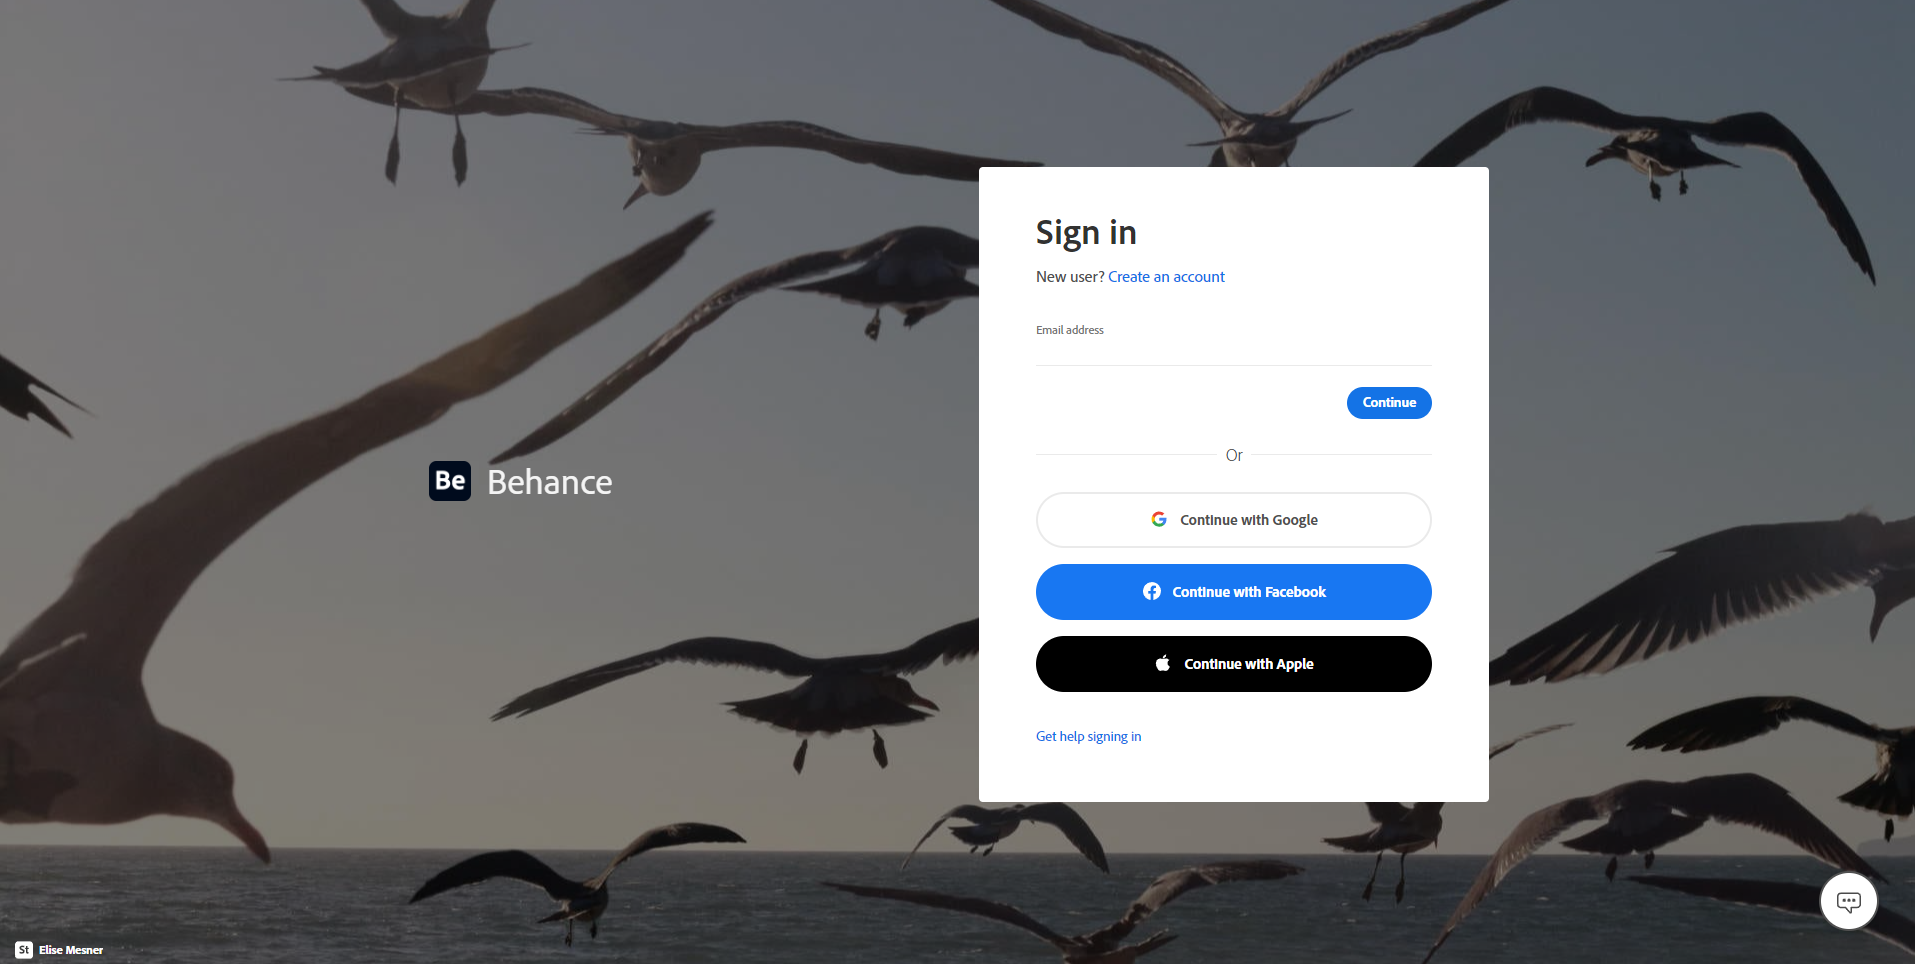 Be Behance
Sign in
New user? Create an account
Email address
Continue
Or
Continue with Google
Continue with Facebook
Continue with Apple
Get help signing in
St Elise Mesner